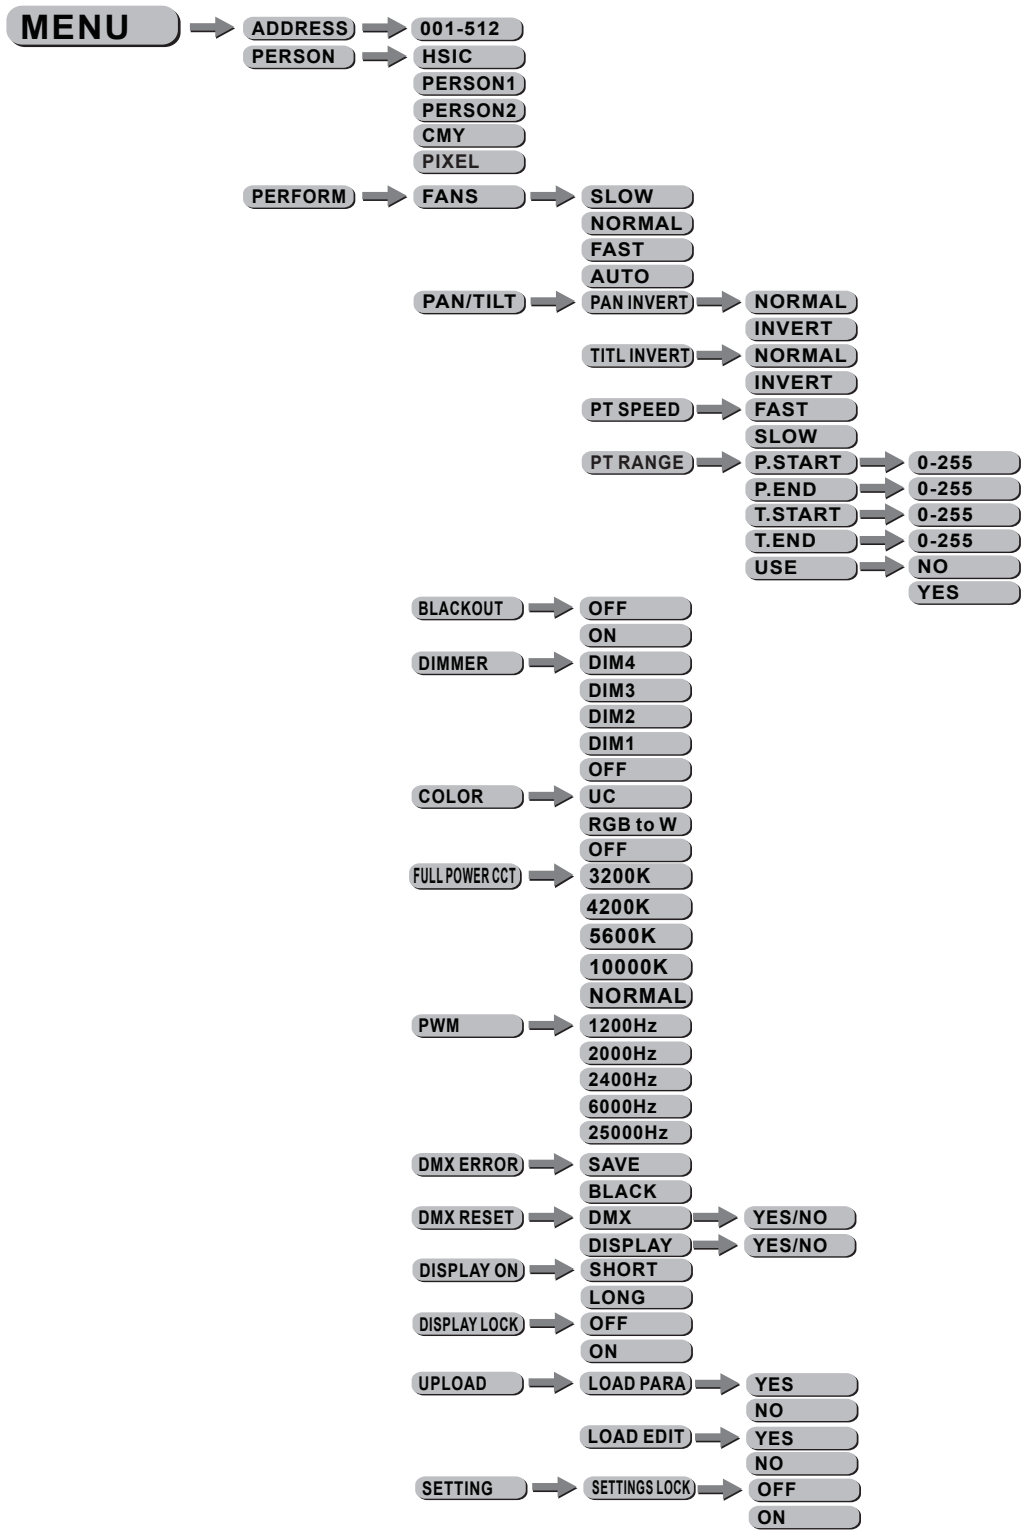 MENU ADDRESS 001-512
PERSON HSIC
PERSON1
PERSON2
CMY
PIXEL
PERFORM FANS SLOW
NORMAL
FAST
AUTO
PAN/TILT PAN INVERT NORMAL
INVERT
TITL INVERT NORMAL
INVERT
PT SPEED FAST
SLOW
PT RANGE P.START 0-255
P.END 0-255
T.START 0-255
T.END 0-255
USE NO
YES
BLACKOUT OFF
ON
DIMMER DIM4
DIM3
DIM2
DIM1
OFF
COLOR UC
RGB to W
OFF
FULL POWER CCT 3200K
4200K
5600K
10000K
NORMAL
PWM 1200Hz
2000Hz
2400Hz
6000Hz
25000Hz
DMX ERROR SAVE
BLACK
DMX RESET DMX YES/NO
DISPLAY YES/NO
DISPLAY ON SHORT
LONG
DISPLAY LOCK OFF
ON
UPLOAD LOAD PARA YES
NO
LOAD EDIT YES
NO
SETTING SETTINGS LOCK OFF
ON